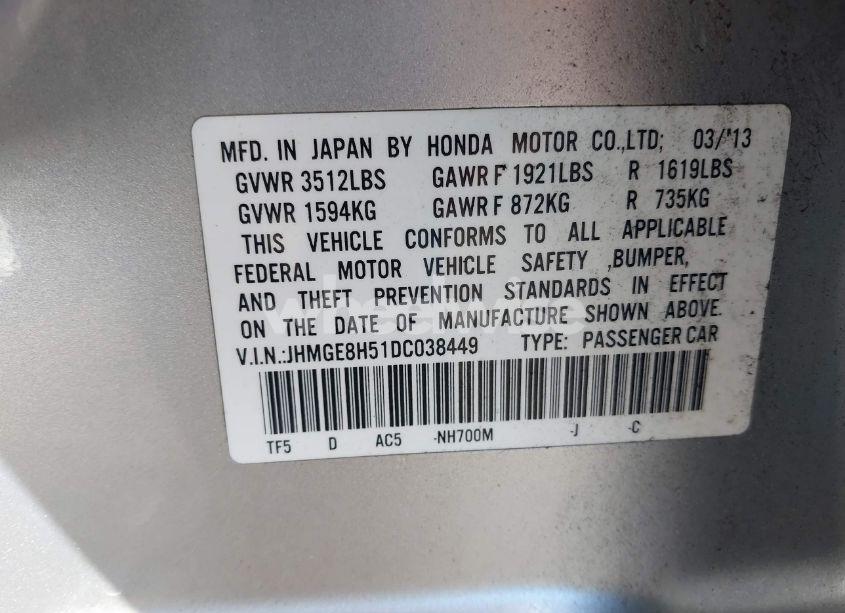 MFD. IN JAPAN BY HONDA MOTOR CO.,LTD; 03/'13
GVWR 3512LBS GAWR F 1921LBS R 1619LBS
GVWR 1594KG GAWR F 872KG R 735KG
THIS VEHICLE CONFORMS TO ALL APPLICABLE
FEDERAL MOTOR VEHICLE SAFETY ,BUMPER,
AND THEFT PREVENTION STANDARDS IN EFFECT
ON THE DATE OF MANUFACTURE SHOWN ABOVE.
V.I.N.:JHMGE8H51DC038449 TYPE: PASSENGER CAR
TF5 D AC5 -NH700M -J -C